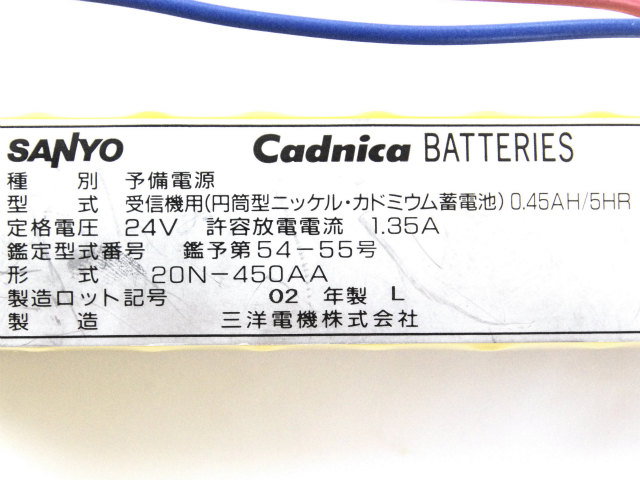 SANYO Cadnica BATTERIES
種 別 予備電源
型 式 受信機用(円筒型ニッケル・カドミウム蓄電池) 0.45AH/5HR
定格電圧 24V 許容放電電流 1.35A
鑑定型式番号 鑑予第54-55号
形 式 20N-450AA
製造ロット記号 02 年製 L
製 造 三洋電機株式会社